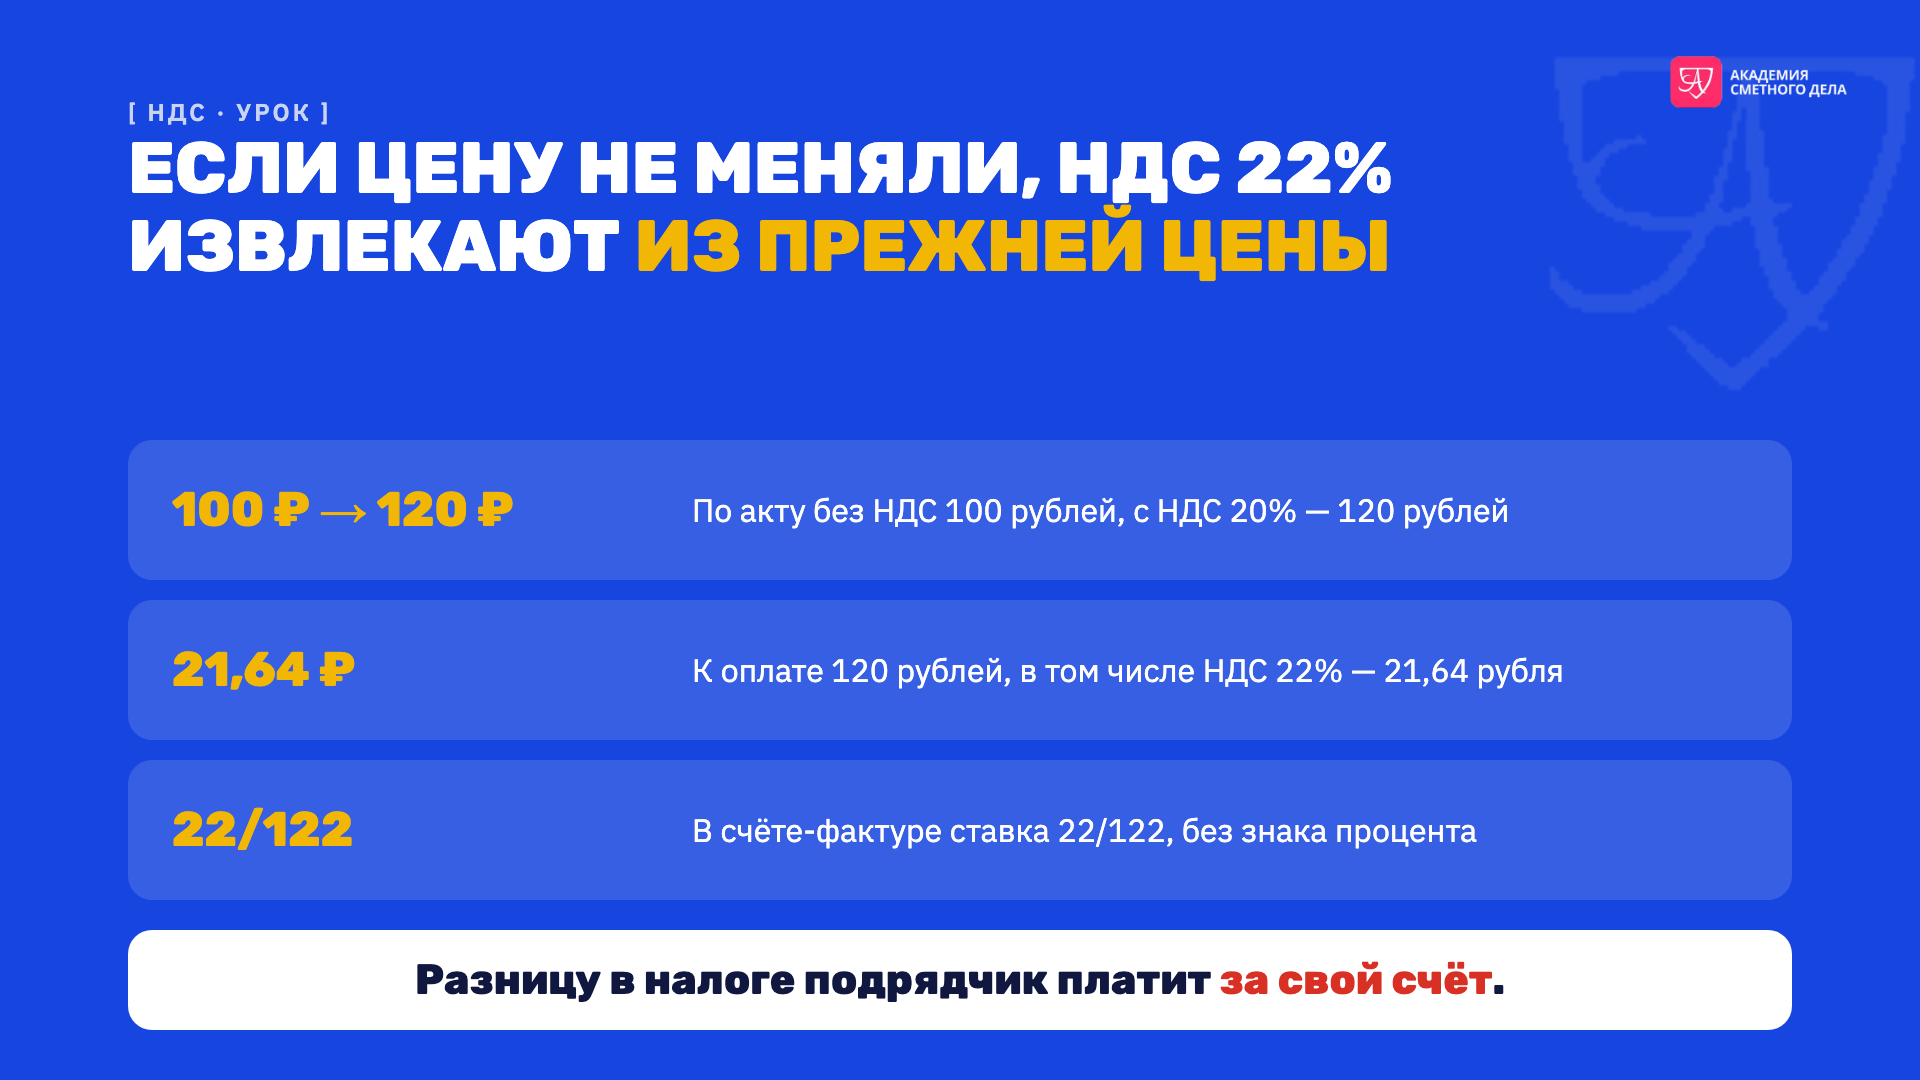 [ НДС · УРОК ]
АКАДЕМИЯ
СМЕТНОГО ДЕЛА
ЕСЛИ ЦЕНУ НЕ МЕНЯЛИ, НДС 22%
ИЗВЛЕКАЮТ ИЗ ПРЕЖНЕЙ ЦЕНЫ
100 ₽ → 120 ₽
По акту без НДС 100 рублей, с НДС 20% — 120 рублей
21,64 ₽
К оплате 120 рублей, в том числе НДС 22% — 21,64 рубля
22/122
В счёте-фактуре ставка 22/122, без знака процента
Разницу в налоге подрядчик платит за свой счёт.